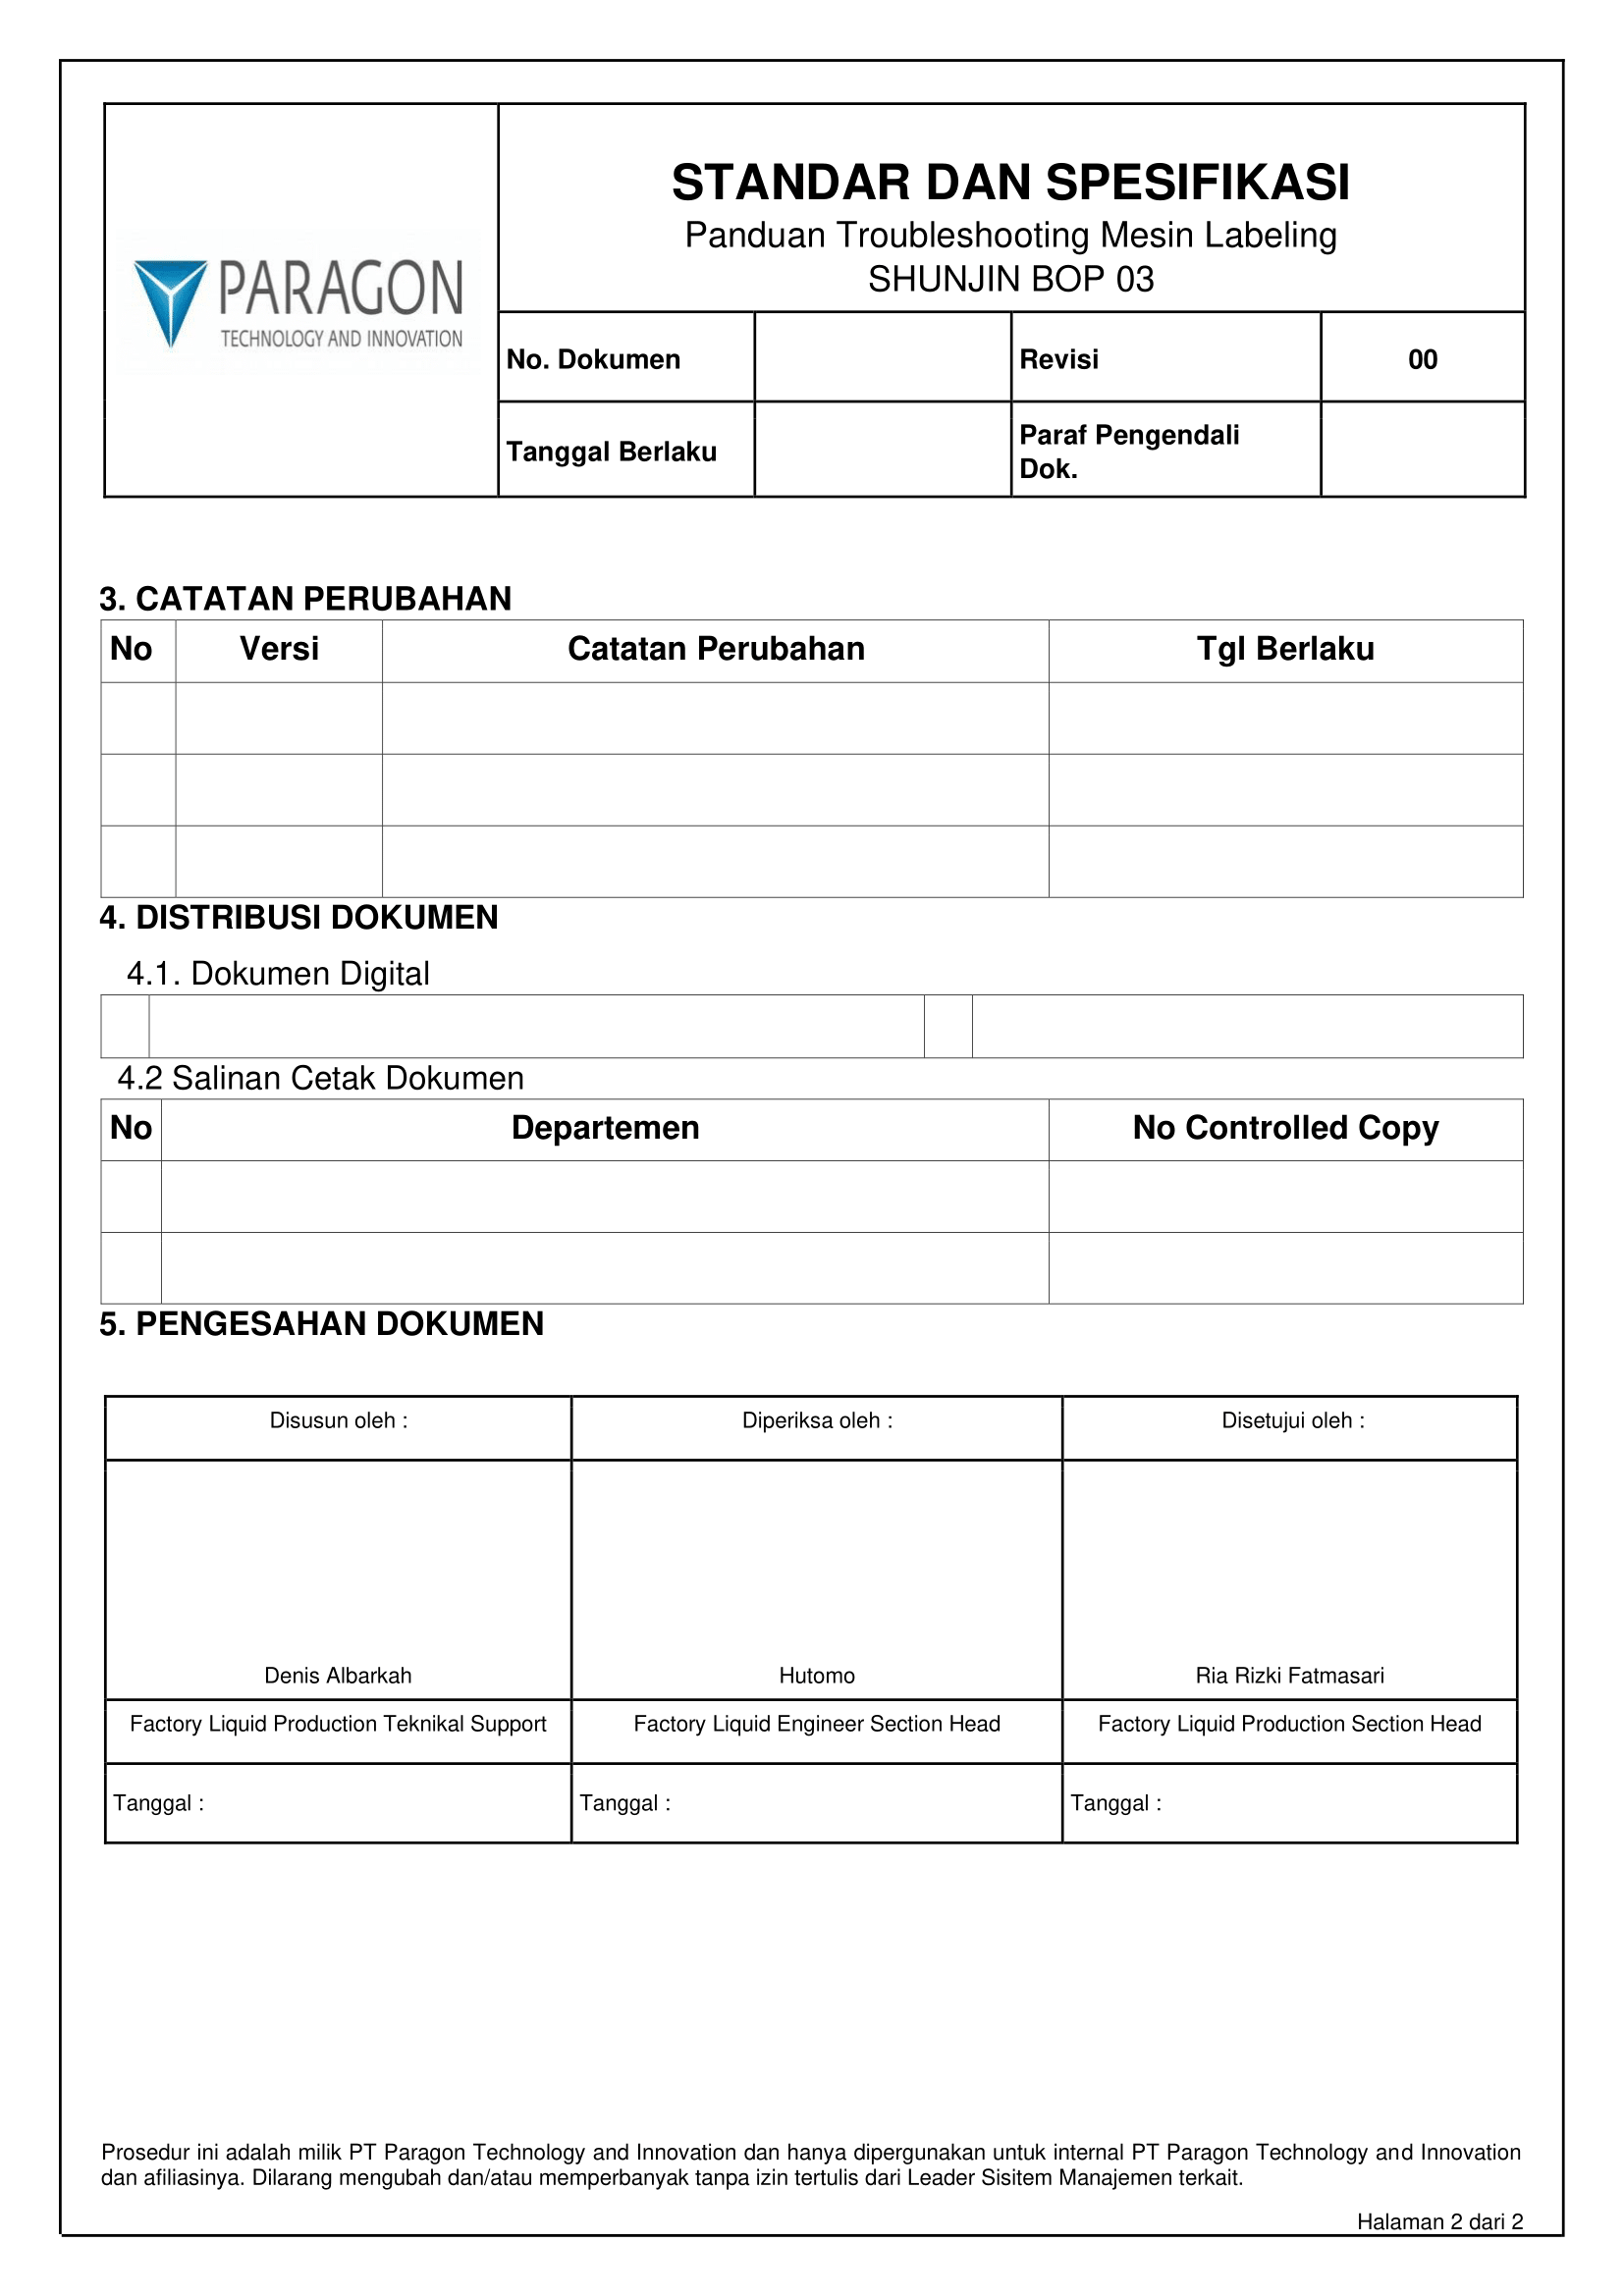 PARAGON
TECHNOLOGY AND INNOVATION
STANDAR DAN SPESIFIKASI
Panduan Troubleshooting Mesin Labeling
SHUNJIN BOP 03
No. Dokumen
Revisi
00
Tanggal Berlaku
Paraf Pengendali
Dok.
3. CATATAN PERUBAHAN
No Versi Catatan Perubahan Tgl Berlaku
4. DISTRIBUSI DOKUMEN
4.1. Dokumen Digital
4.2 Salinan Cetak Dokumen
No Departemen No Controlled Copy
5. PENGESAHAN DOKUMEN
Disusun oleh : Diperiksa oleh : Disetujui oleh :
Denis Albarkah Hutomo Ria Rizki Fatmasari
Factory Liquid Production Teknikal Support Factory Liquid Engineer Section Head Factory Liquid Production Section Head
Tanggal : Tanggal : Tanggal :
Prosedur ini adalah milik PT Paragon Technology and Innovation dan hanya dipergunakan untuk internal PT Paragon Technology and Innovation
dan afiliasinya. Dilarang mengubah dan/atau memperbanyak tanpa izin tertulis dari Leader Sisitem Manajemen terkait.
Halaman 2 dari 2